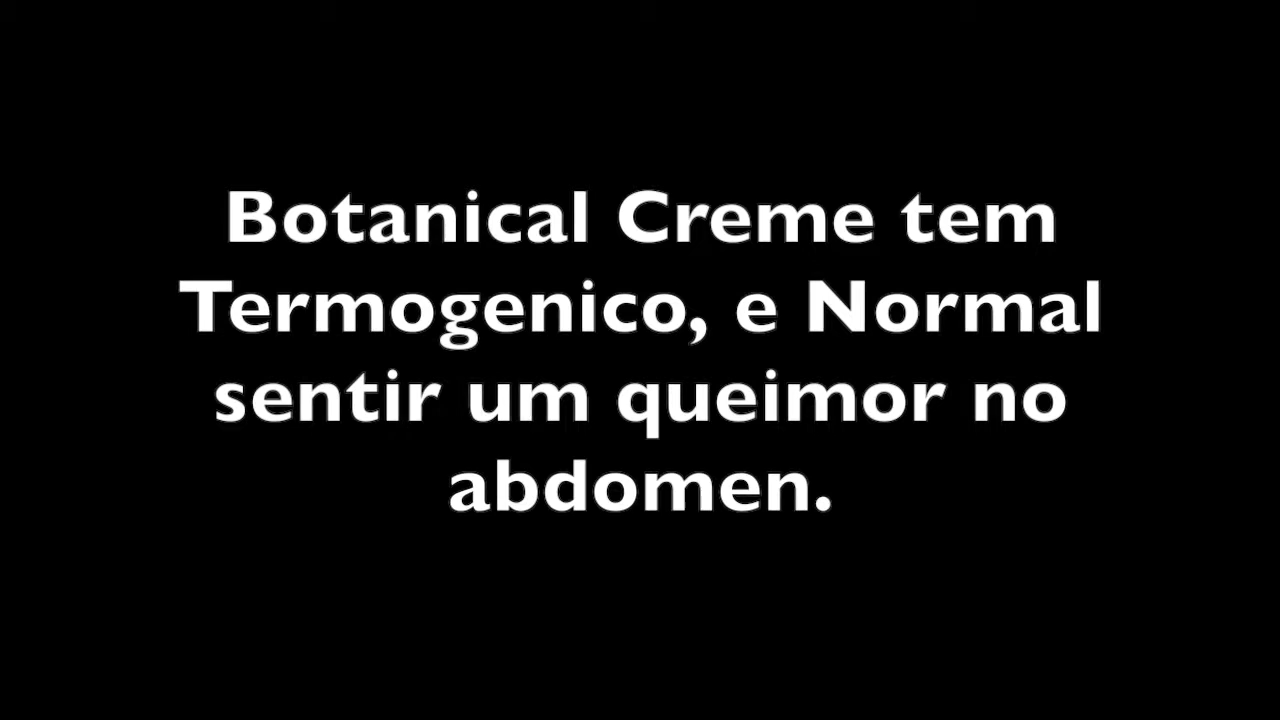 Botanical Creme tem
Termogenico, e Normal
sentir um queimor no
abdomen.